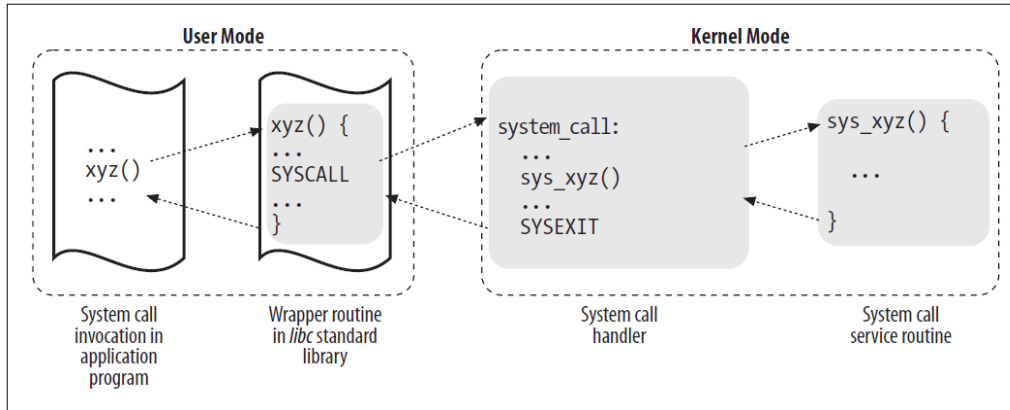 User Mode
Kernel Mode
...
xyz()
...
xyz() {
...
SYSCALL
...
}
system_call:
...
sys_xyz()
...
SYSEXIT
sys_xyz() {
...
}
System call
invocation in
application
program
Wrapper routine
in libc standard
library
System call
handler
System call
service routine